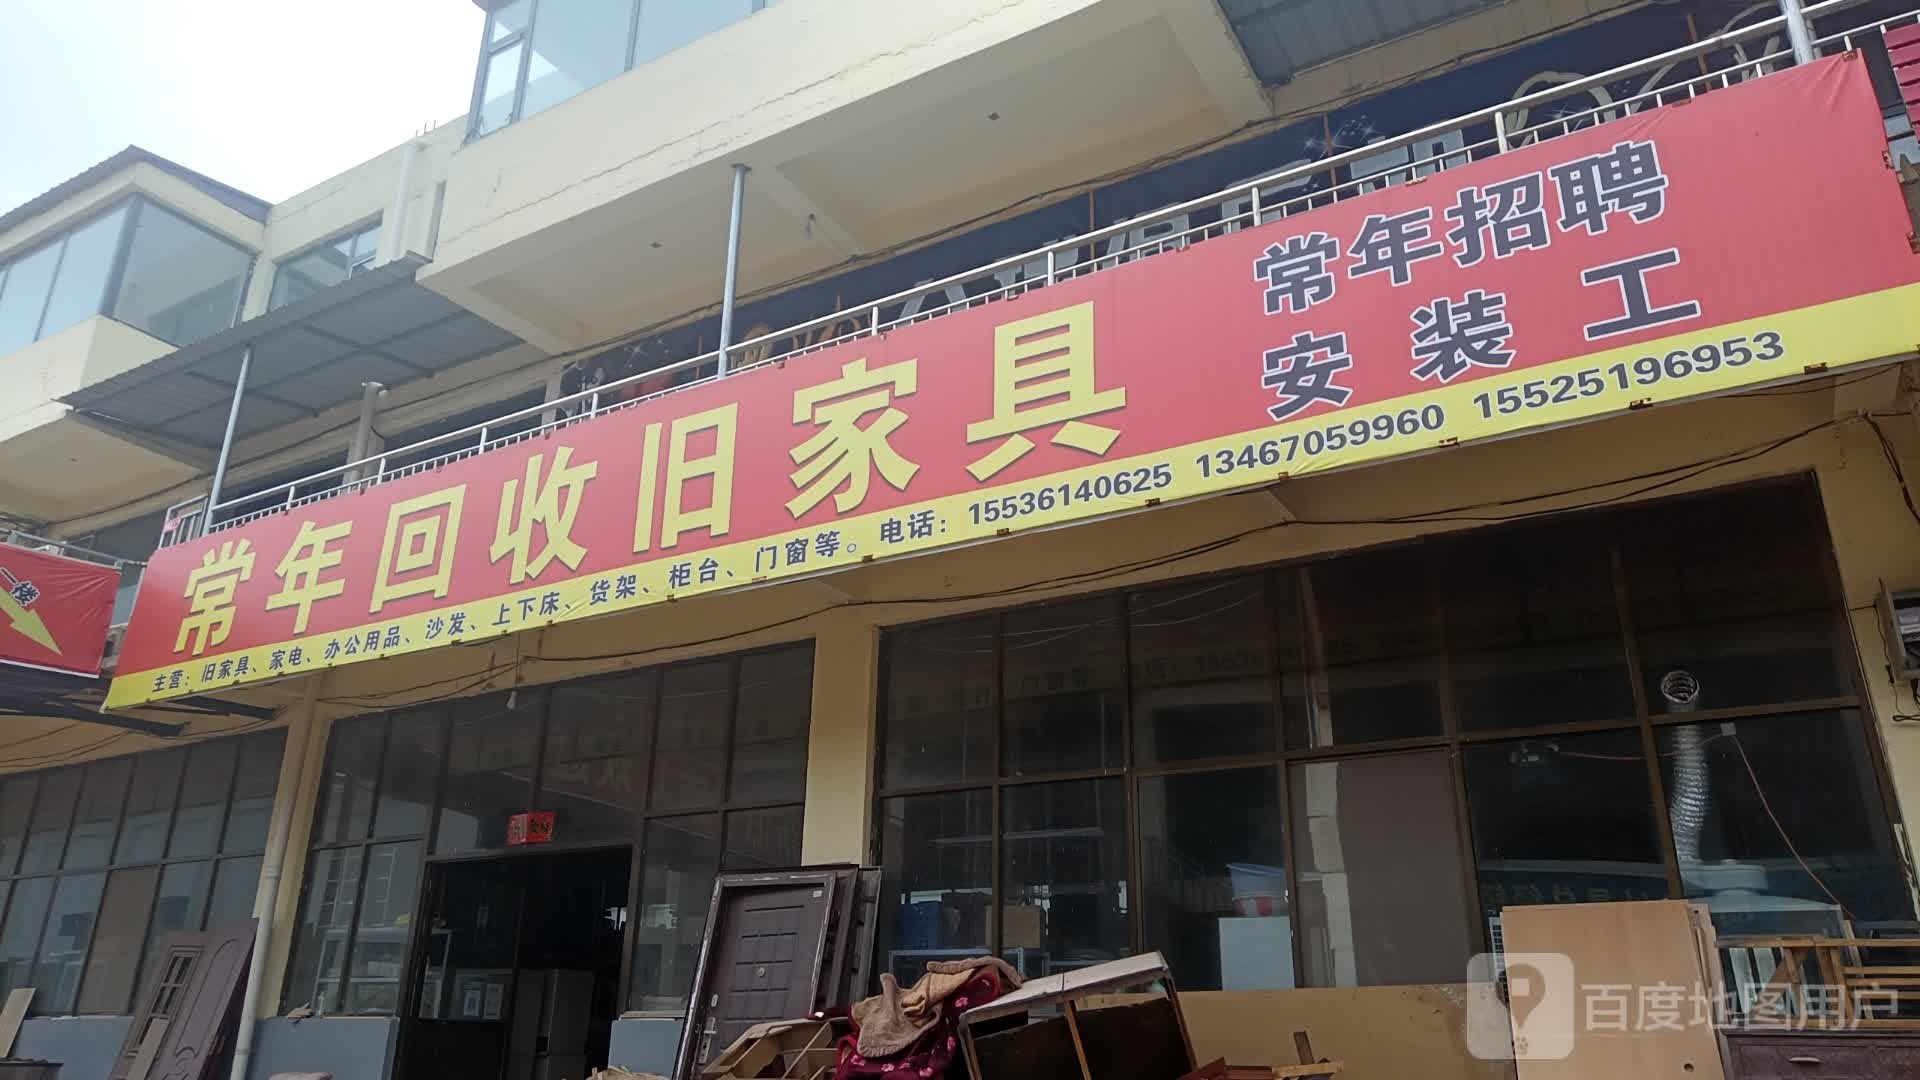 常年回收旧家具
常年招聘
安装工
主营：旧家具、家电、办公用品、沙发、上下床、货架、柜台、门窗等。电话：15536140625 13467059960 15525196953
一楼
百度地图用户